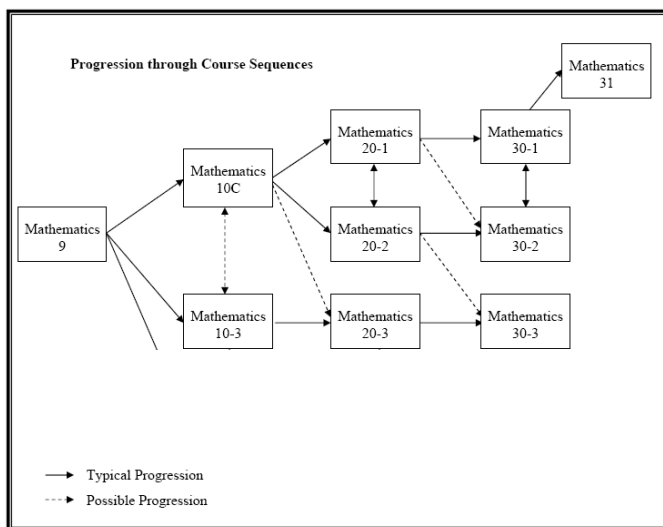 Progression through Course Sequences
Mathematics
31
Mathematics
20-1
Mathematics
30-1
Mathematics
10C
Mathematics
9
Mathematics
20-2
Mathematics
30-2
Mathematics
10-3
Mathematics
20-3
Mathematics
30-3
Typical Progression
Possible Progression